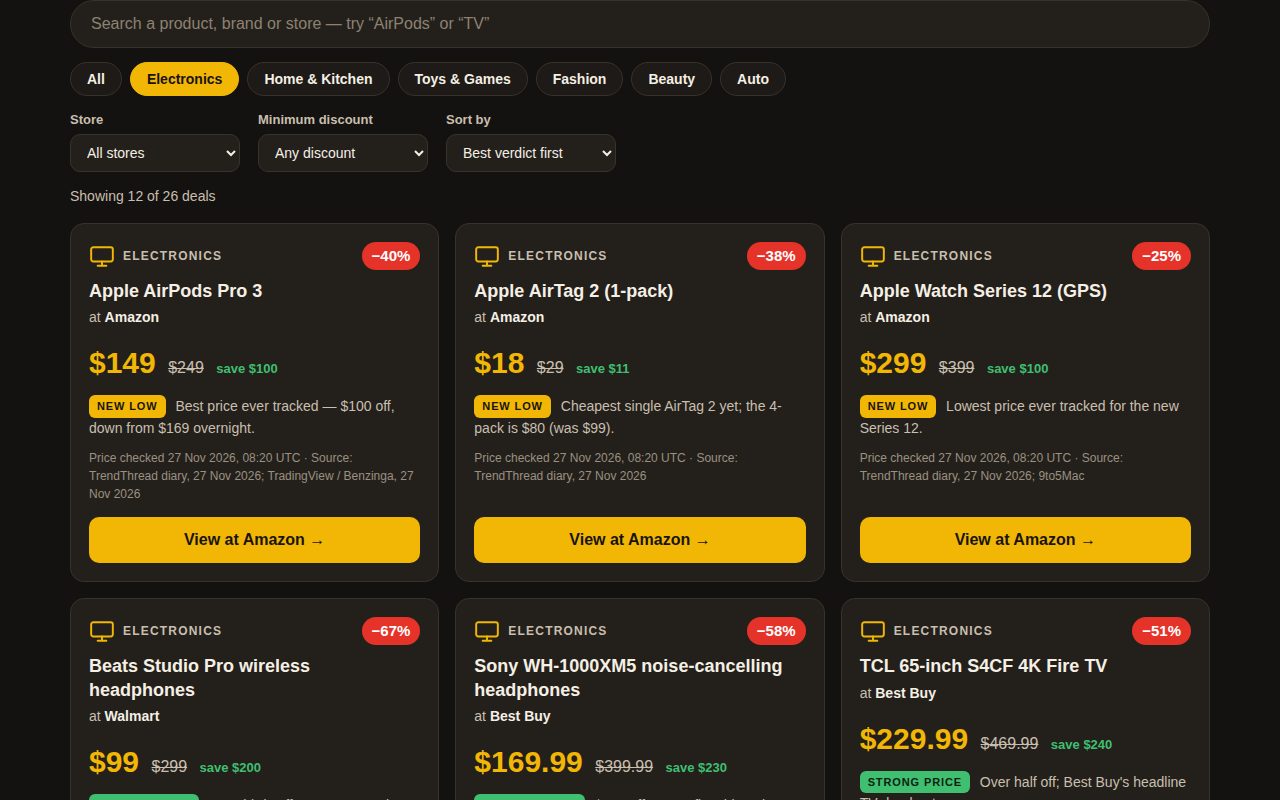 Search a product, brand or store — try “AirPods” or “TV”
All Electronics Home & Kitchen Toys & Games Fashion Beauty Auto
Store Minimum discount Sort by
All stores Any discount Best verdict first
Showing 12 of 26 deals
ELECTRONICS −40%
Apple AirPods Pro 3
at Amazon
$149 $249 save $100
NEW LOW Best price ever tracked — $100 off,
down from $169 overnight.
Price checked 27 Nov 2026, 08:20 UTC · Source:
TrendThread diary, 27 Nov 2026; TradingView / Benzinga, 27
Nov 2026
View at Amazon →
ELECTRONICS −38%
Apple AirTag 2 (1-pack)
at Amazon
$18 $29 save $11
NEW LOW Cheapest single AirTag 2 yet; the 4-
pack is $80 (was $99).
Price checked 27 Nov 2026, 08:20 UTC · Source:
TrendThread diary, 27 Nov 2026
View at Amazon →
ELECTRONICS −25%
Apple Watch Series 12 (GPS)
at Amazon
$299 $399 save $100
NEW LOW Lowest price ever tracked for the new
Series 12.
Price checked 27 Nov 2026, 08:20 UTC · Source:
TrendThread diary, 27 Nov 2026; 9to5Mac
View at Amazon →
ELECTRONICS −67%
Beats Studio Pro wireless
headphones
at Walmart
$99 $299 save $200
ELECTRONICS −58%
Sony WH-1000XM5 noise-cancelling
headphones
at Best Buy
$169.99 $399.99 save $230
ELECTRONICS −51%
TCL 65-inch S4CF 4K Fire TV
at Best Buy
$229.99 $469.99 save $240
STRONG PRICE Over half off; Best Buy's headline